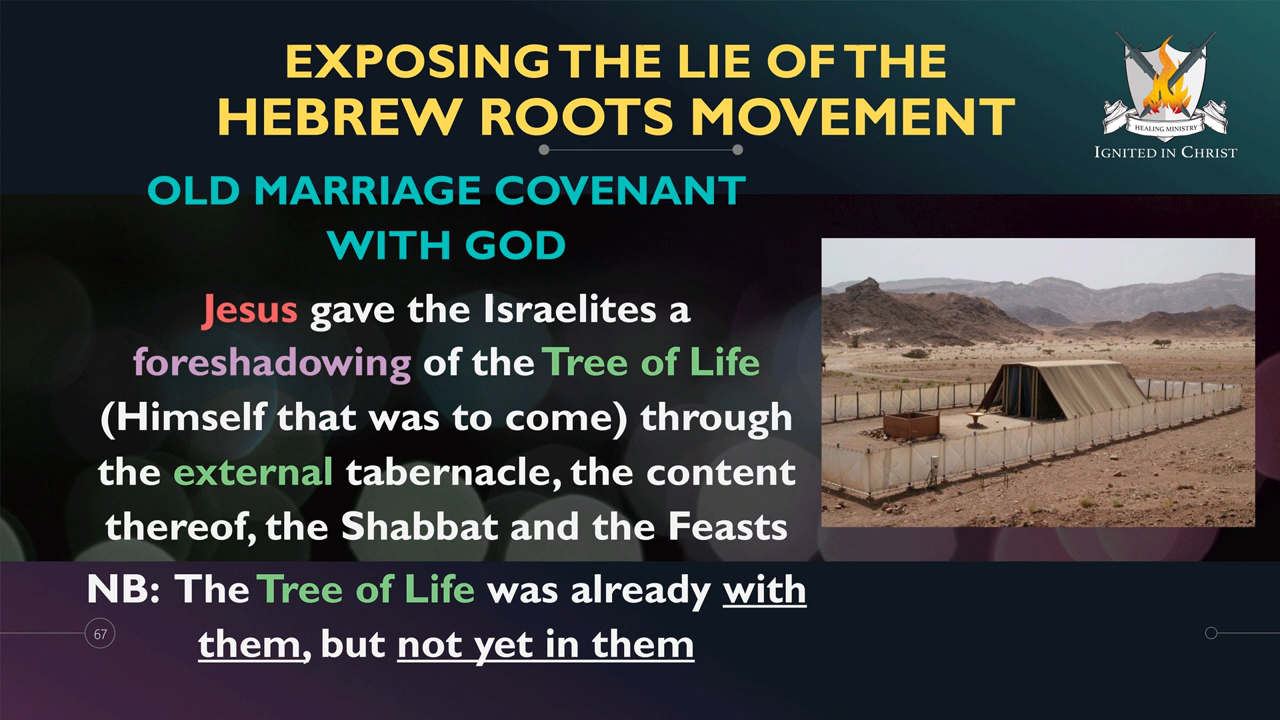 EXPOSING THE LIE OF THE
HEBREW ROOTS MOVEMENT
HEALING MINISTRY
IGNITED IN CHRIST
OLD MARRIAGE COVENANT
WITH GOD
Jesus gave the Israelites a
foreshadowing of the Tree of Life
(Himself that was to come) through
the external tabernacle, the content
thereof, the Shabbat and the Feasts
NB: The Tree of Life was already with
them, but not yet in them
67